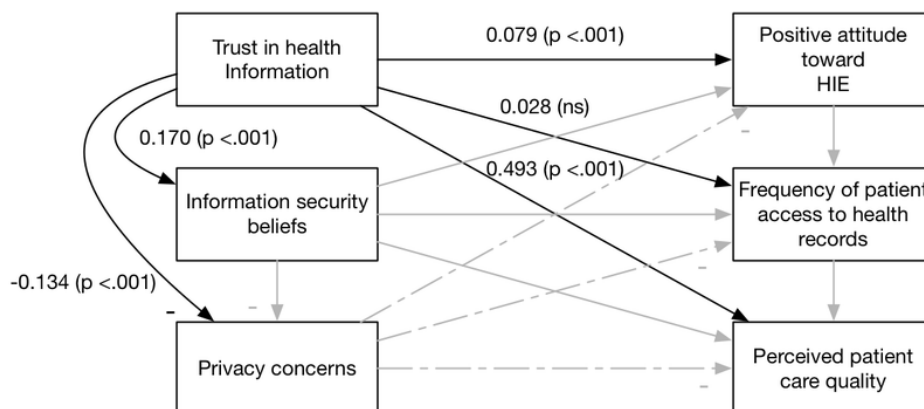 Trust in health
Information
0.079 (p <.001)
Positive attitude
toward
HIE
0.028 (ns)
-
0.170 (p <.001)
0.493 (p <.001)
Information security
beliefs
Frequency of patient
access to health
records
-
-0.134 (p <.001)
-
-
Privacy concerns
Perceived patient
care quality
-